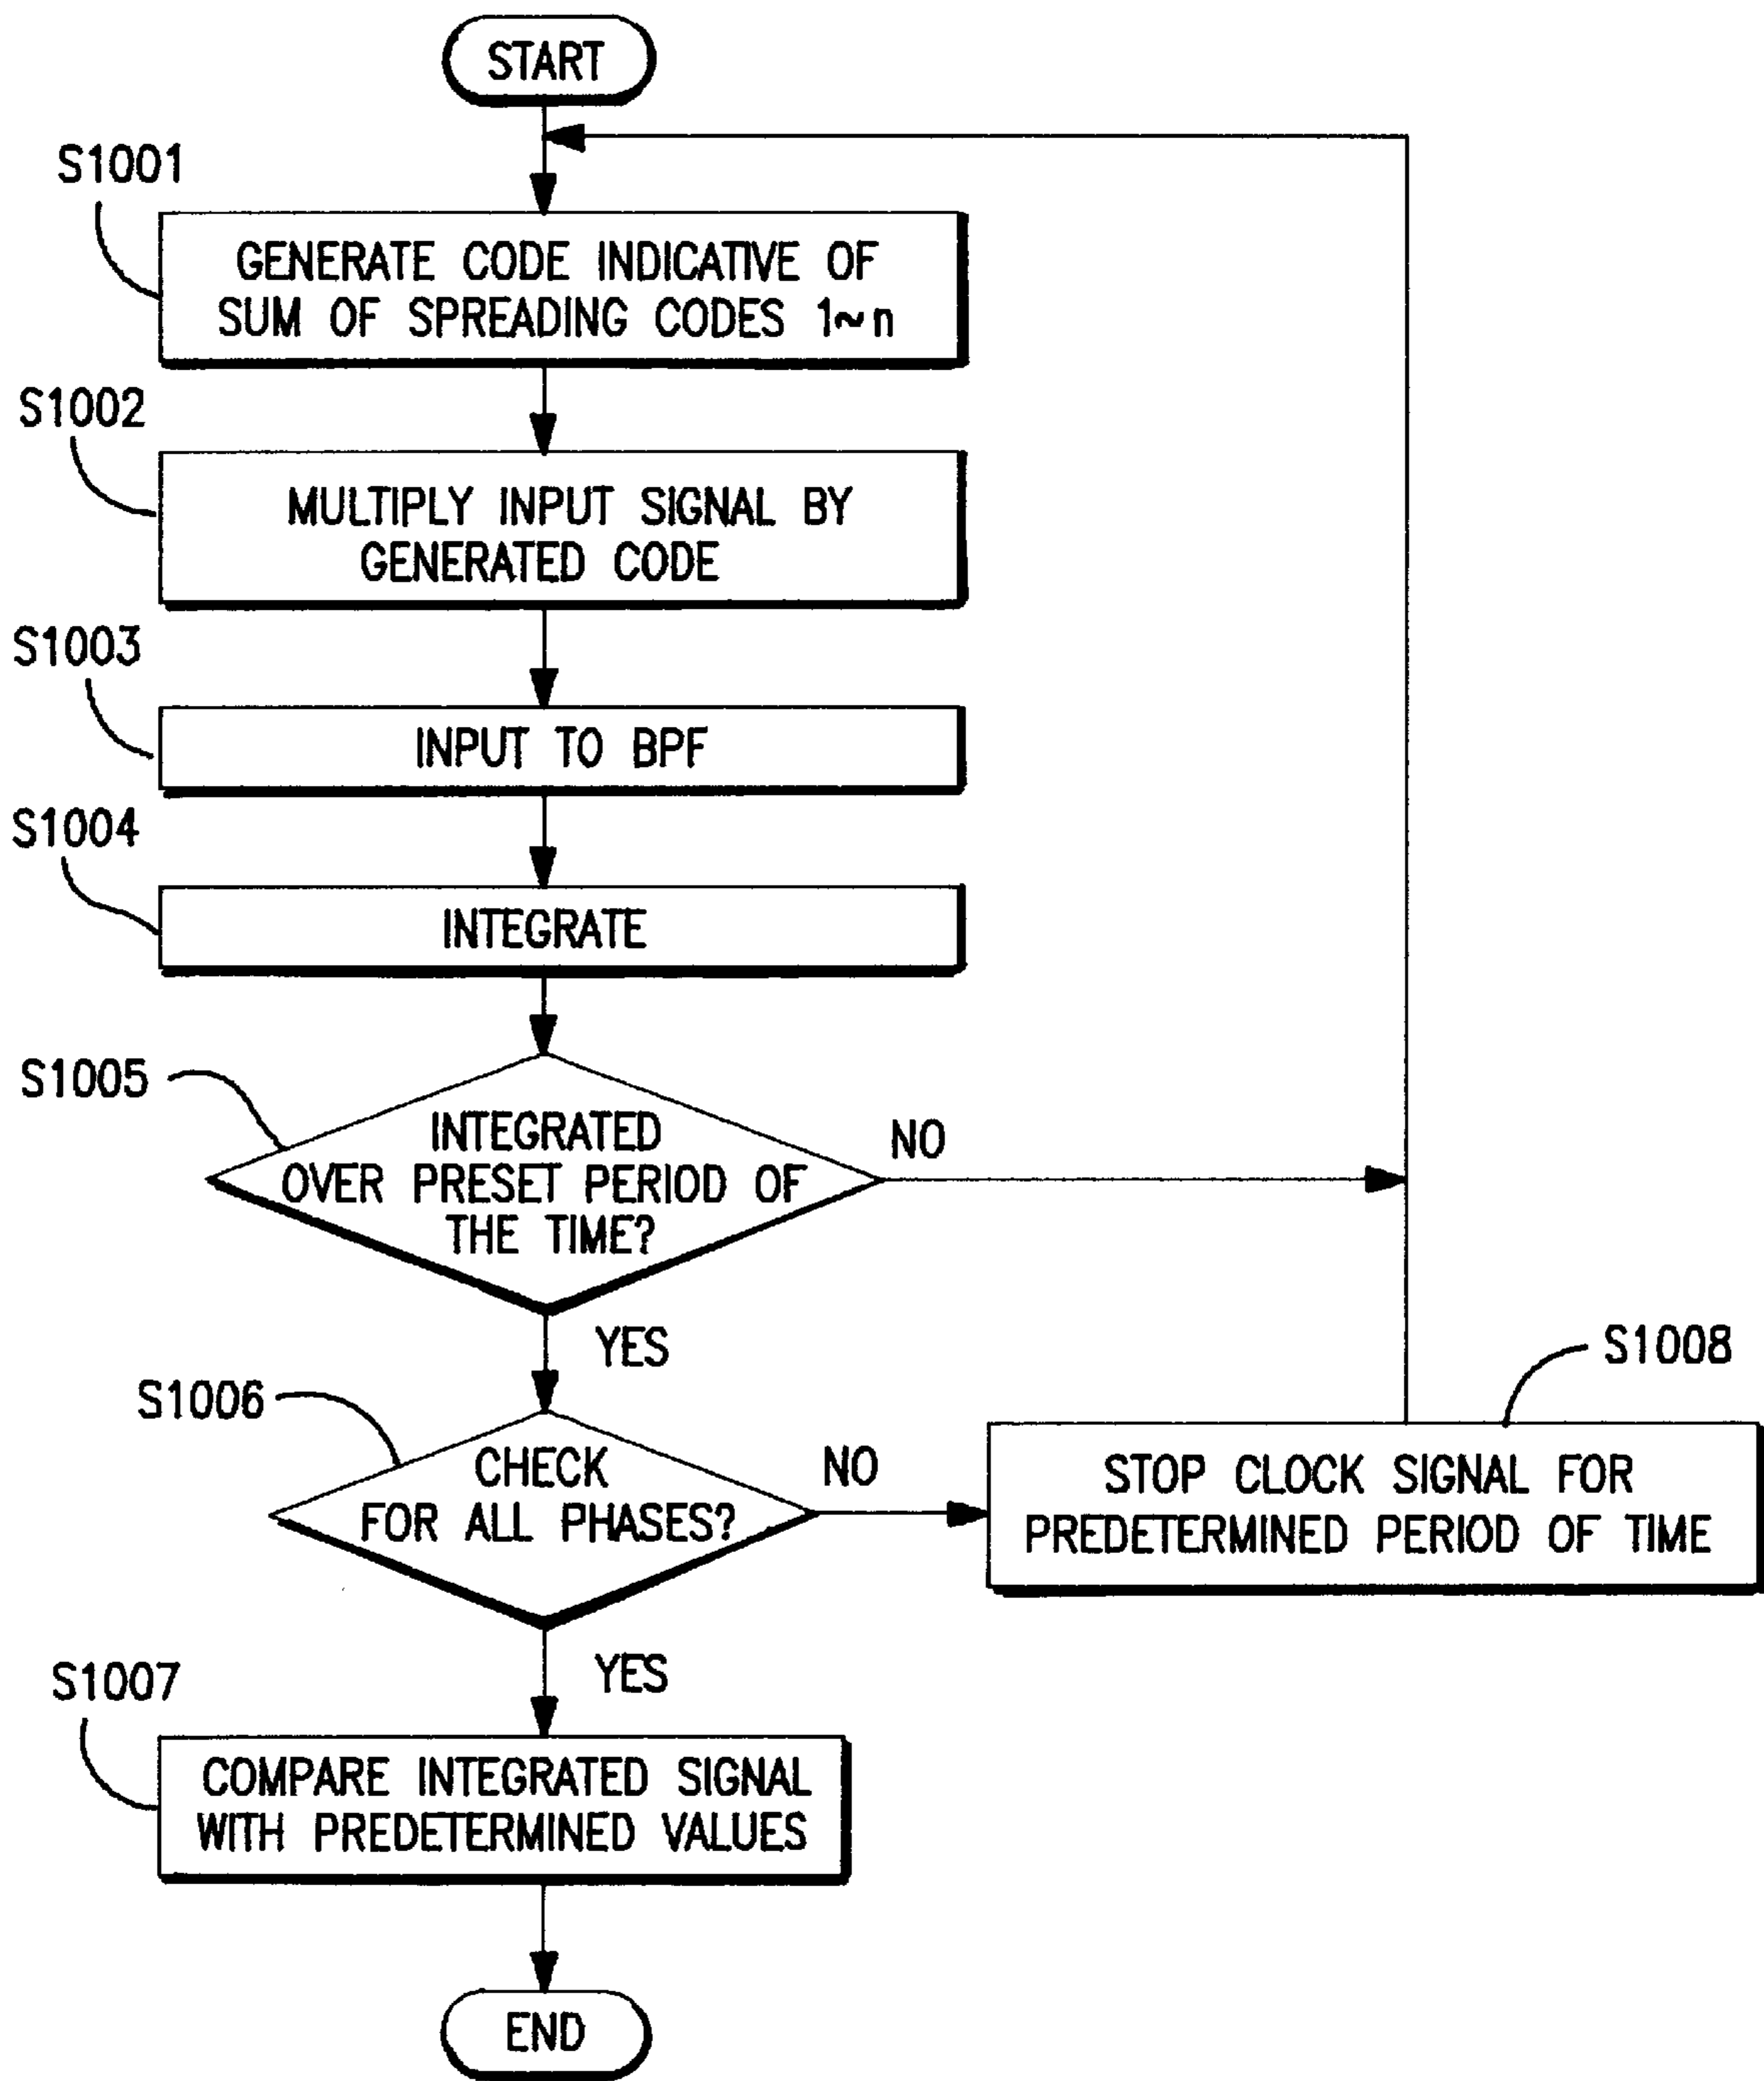 START
S1001
GENERATE CODE INDICATIVE OF
SUM OF SPREADING CODES 1~n
S1002
MULTIPLY INPUT SIGNAL BY
GENERATED CODE
S1003
INPUT TO BPF
S1004
INTEGRATE
S1005
INTEGRATED
OVER PRESET PERIOD OF
THE TIME?
NO
YES
S1006
CHECK
FOR ALL PHASES?
NO
S1008
STOP CLOCK SIGNAL FOR
PREDETERMINED PERIOD OF TIME
YES
S1007
COMPARE INTEGRATED SIGNAL
WITH PREDETERMINED VALUES
END